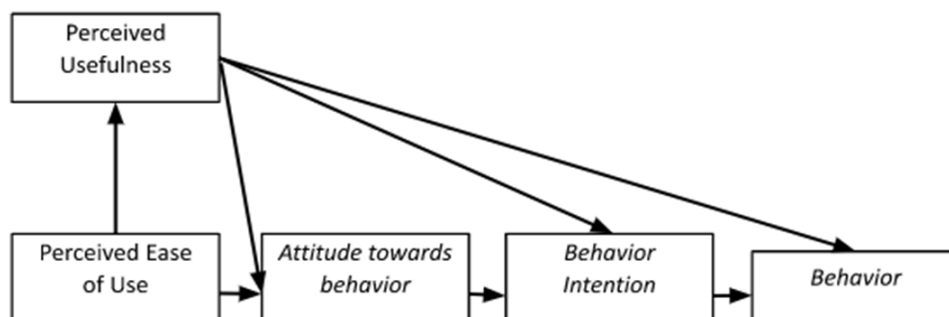 Perceived
Usefulness
Perceived Ease
of Use
Attitude towards
behavior
Behavior
Intention
Behavior